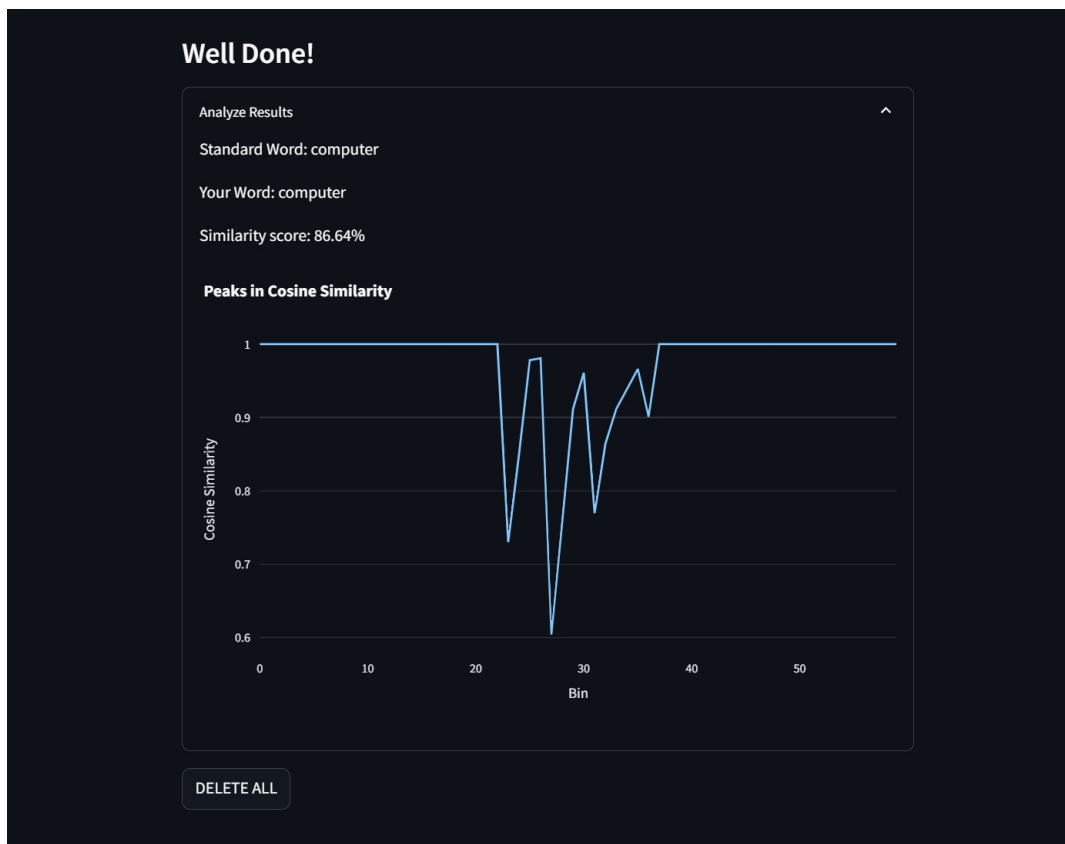 Well Done!
Analyze Results
Standard Word: computer
Your Word: computer
Similarity score: 86.64%
Peaks in Cosine Similarity
1
0.9
0.8
0.7
0.6
Cosine Similarity
0 10 20 30 40 50
Bin
DELETE ALL